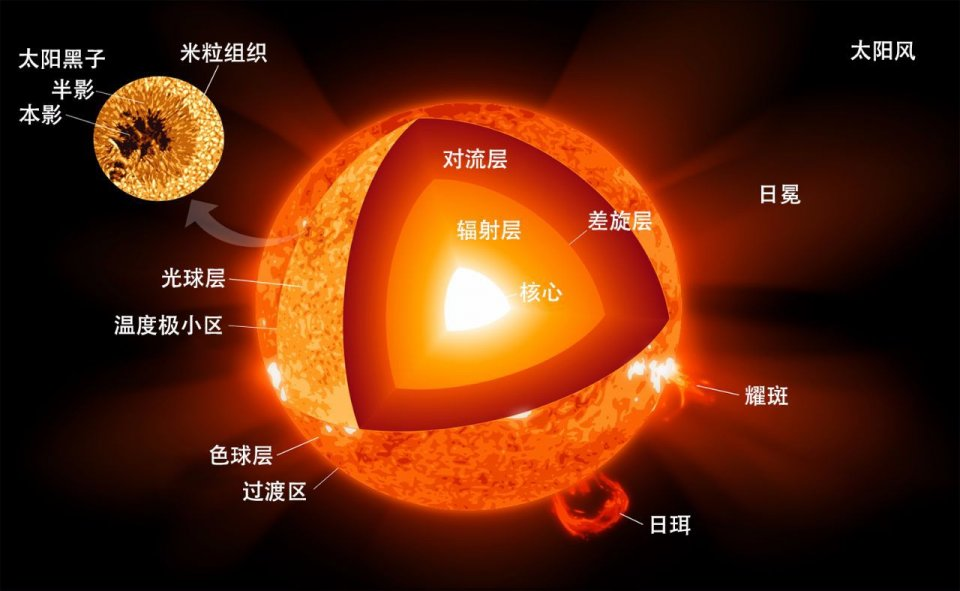 太阳黑子
米粒组织
太阳风
半影
本影
对流层
日冕
差旋层
辐射层
光球层
核心
温度极小区
耀斑
色球层
过渡区
日珥